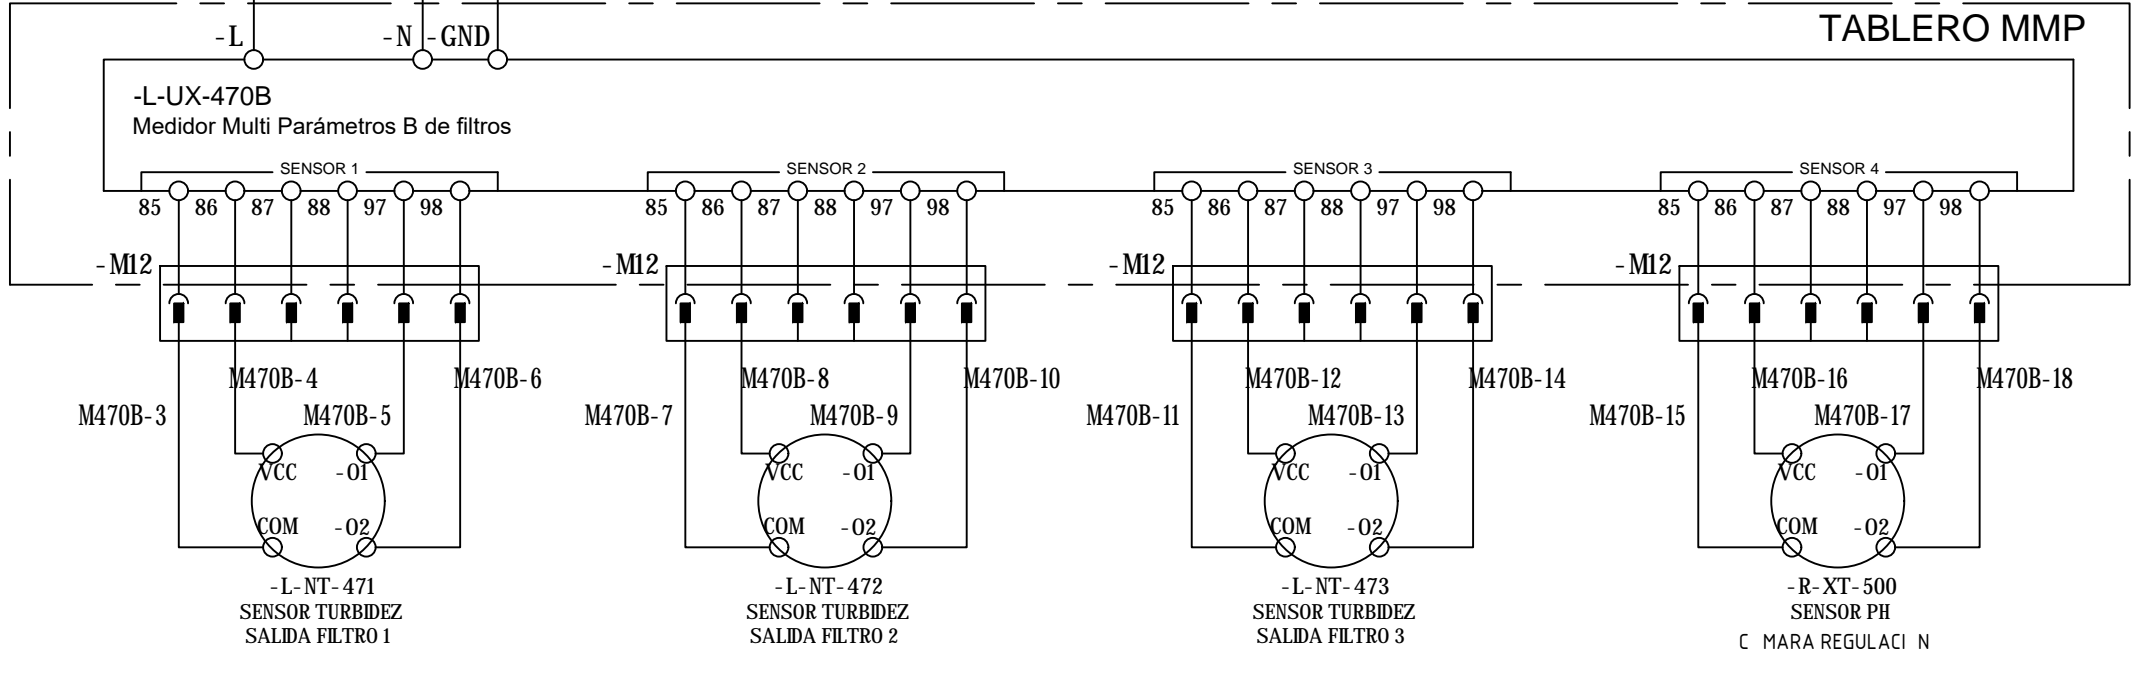 TABLERO MMP
-L -N -GND
-L-UX-470B
Medidor Multi Parámetros B de filtros
SENSOR 1 SENSOR 2 SENSOR 3 SENSOR 4
85 86 87 88 97 98 85 86 87 88 97 98 85 86 87 88 97 98 85 86 87 88 97 98
-M12 -M12 -M12 -M12
M470B-4 M470B-6 M470B-8 M470B-10 M470B-12 M470B-14 M470B-16 M470B-18
M470B-3 M470B-5 M470B-7 M470B-9 M470B-11 M470B-13 M470B-15 M470B-17
VCC -O1 VCC -O1 VCC -O1 VCC -O1
COM -O2 COM -O2 COM -O2 COM -O2
-L-NT-471 -L-NT-472 -L-NT-473 -R-XT-500
SENSOR TURBIDEZ SENSOR TURBIDEZ SENSOR TURBIDEZ SENSOR PH
SALIDA FILTRO 1 SALIDA FILTRO 2 SALIDA FILTRO 3 C MARA REGULACI N